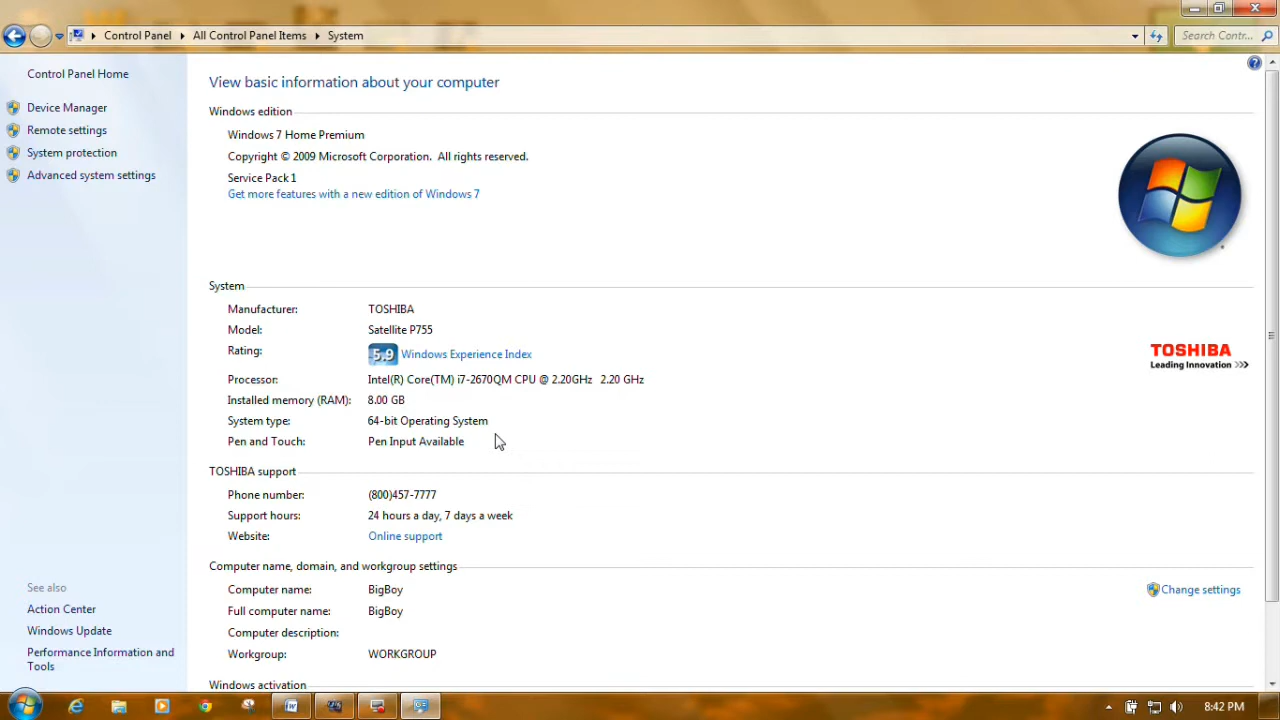 Control Panel All Control Panel Items System Search Contr...
Control Panel Home
Device Manager
Remote settings
System protection
Advanced system settings
View basic information about your computer
Windows edition
Windows 7 Home Premium
Copyright © 2009 Microsoft Corporation. All rights reserved.
Service Pack 1
Get more features with a new edition of Windows 7
System
Manufacturer: TOSHIBA
Model: Satellite P755
Rating: 5.9 Windows Experience Index
Processor: Intel(R) Core(TM) i7-2670QM CPU @ 2.20GHz 2.20 GHz
Installed memory (RAM): 8.00 GB
System type: 64-bit Operating System
Pen and Touch: Pen Input Available
TOSHIBA
Leading Innovation >>>
TOSHIBA support
Phone number: (800)457-7777
Support hours: 24 hours a day, 7 days a week
Website: Online support
Computer name, domain, and workgroup settings
Computer name: BigBoy Change settings
Full computer name: BigBoy
Computer description:
Workgroup: WORKGROUP
Windows activation
See also
Action Center
Windows Update
Performance Information and
Tools
8:42 PM